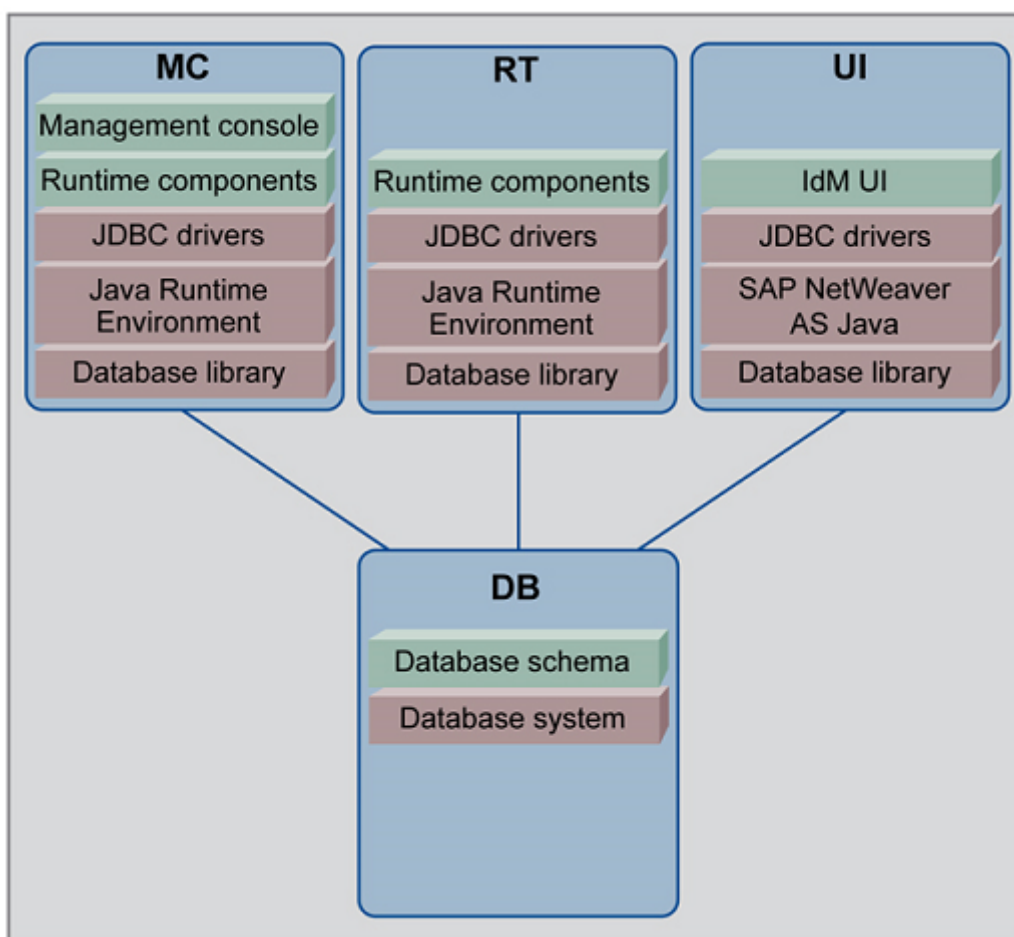 MC
Management console
Runtime components
JDBC drivers
Java Runtime
Environment
Database library
RT
Runtime components
JDBC drivers
Java Runtime
Environment
Database library
UI
IdM UI
JDBC drivers
SAP NetWeaver
AS Java
Database library
DB
Database schema
Database system